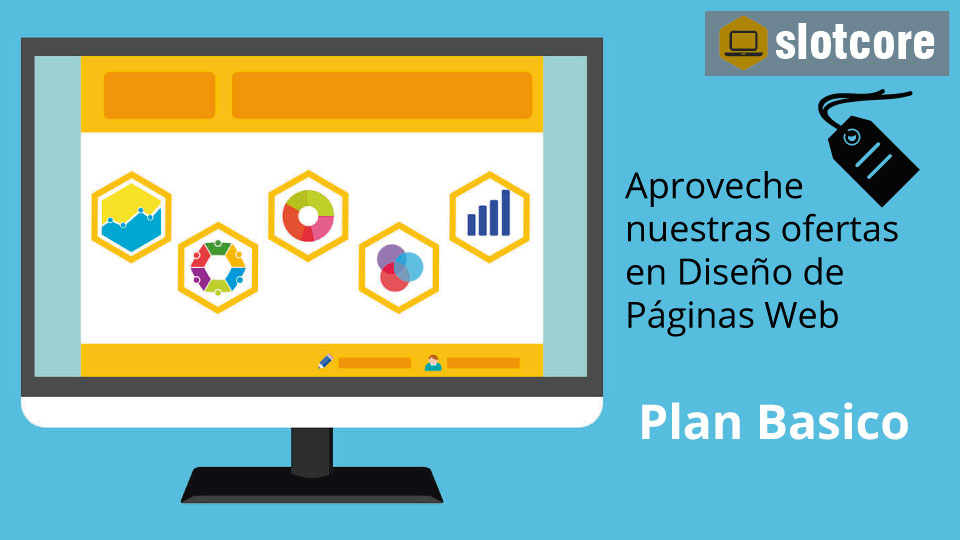 slotcore
Aproveche
nuestras ofertas
en Diseño de
Páginas Web
Plan Basico